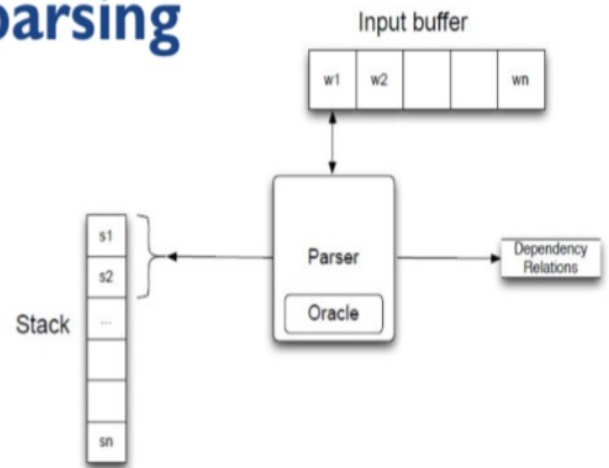 parsing
Input buffer
w1 w2 wn
s1
s2
Stack
...
sn
Parser
Oracle
Dependency
Relations